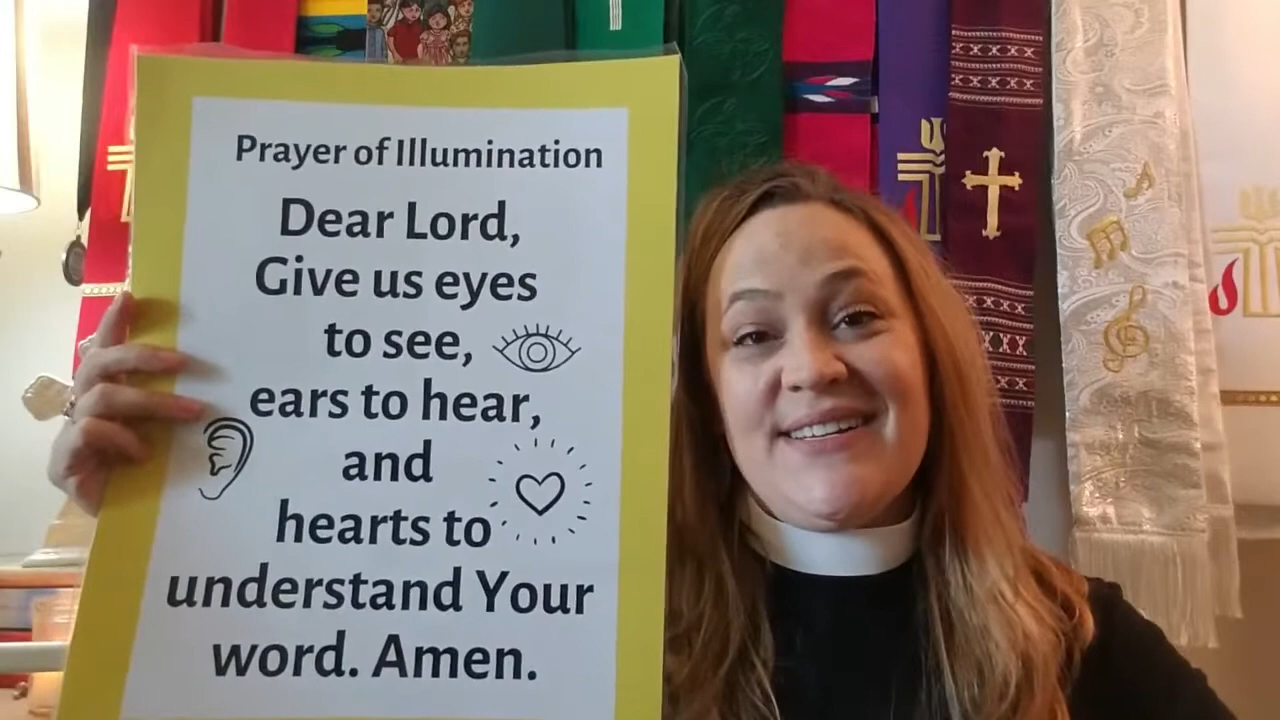 Prayer of Illumination
Dear Lord,
Give us eyes
to see,
ears to hear,
and
hearts to
understand Your
word. Amen.